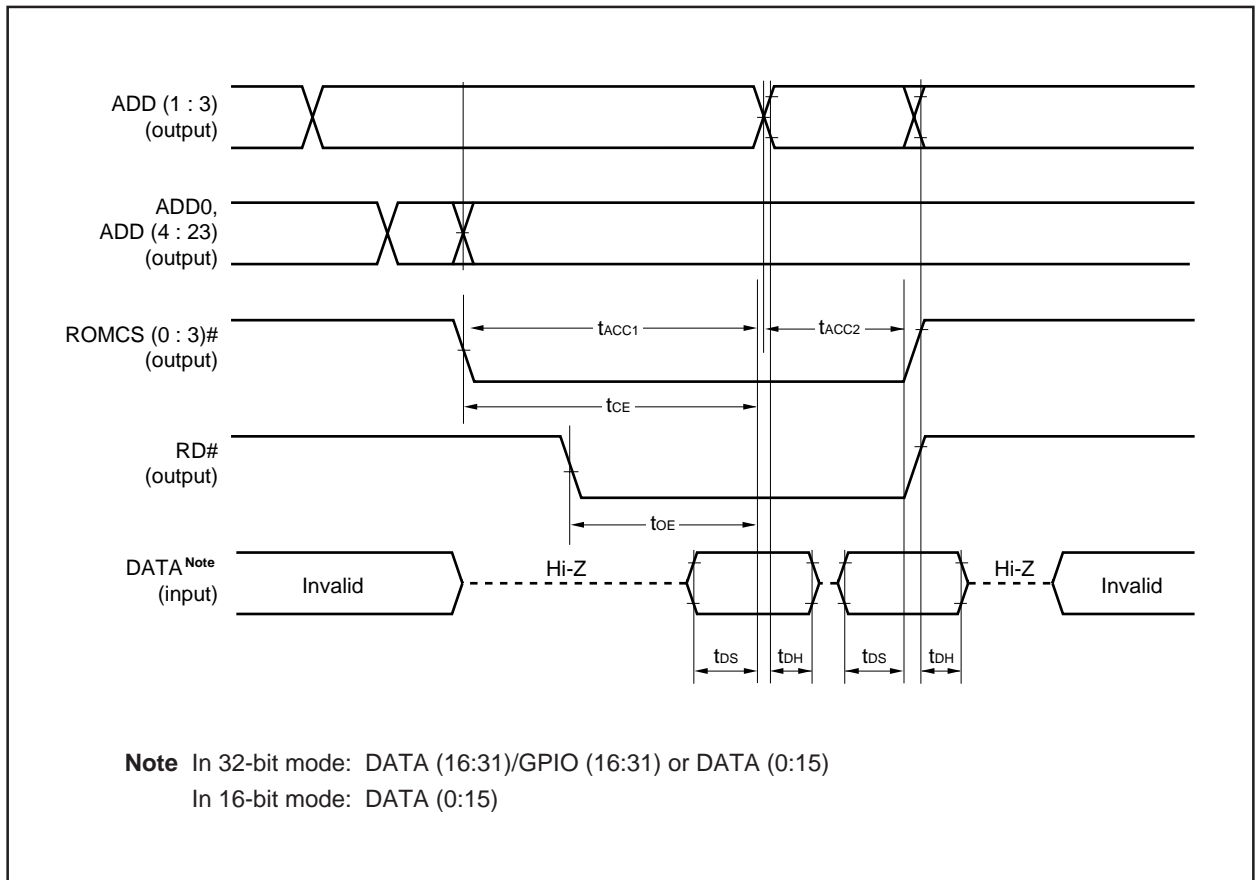 ADD (1 : 3)
(output)
ADD0,
ADD (4 : 23)
(output)
ROMCS (0 : 3)#
(output)
tACC1
tACC2
tCE
RD#
(output)
tOE
DATA Note
(input)
Invalid
Hi-Z
Hi-Z
Invalid
tDS
tDH
tDS
tDH
Note In 32-bit mode: DATA (16:31)/GPIO (16:31) or DATA (0:15)
In 16-bit mode: DATA (0:15)